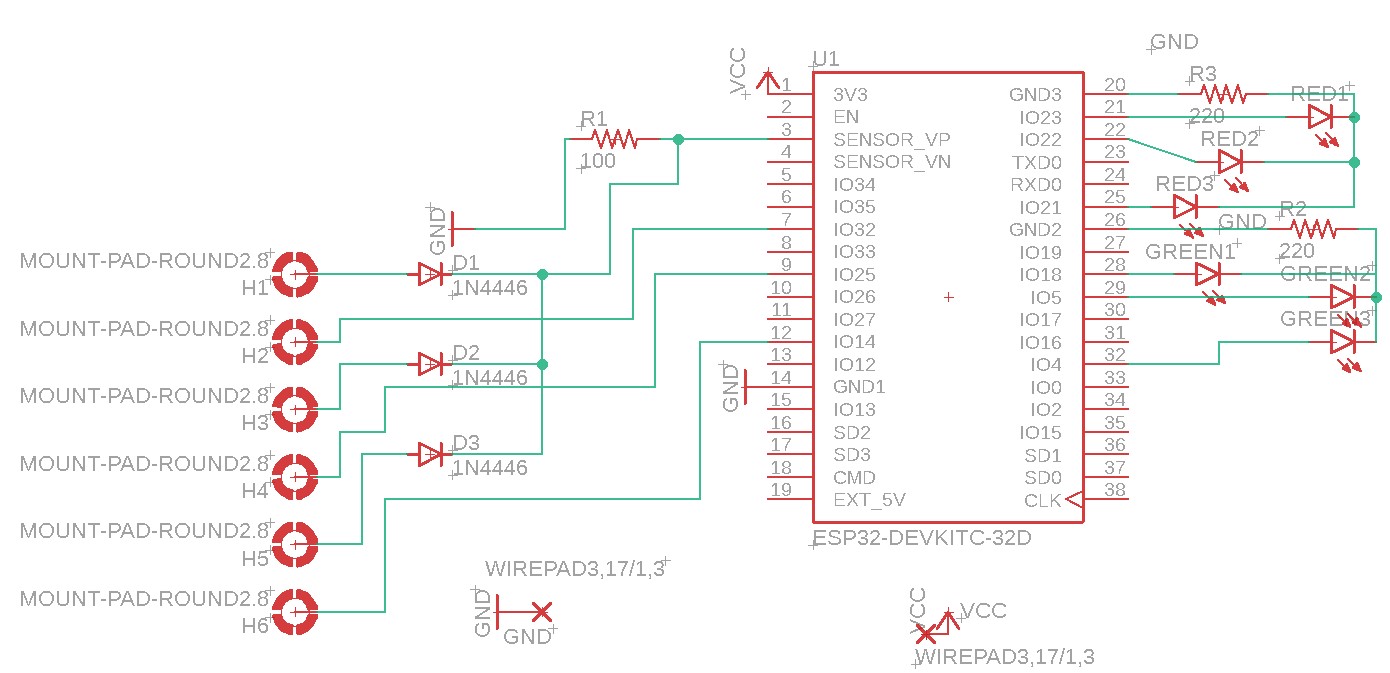 GND
VCC
U1
R3
1
3V3
GND3
20
RED1
2
EN
IO23
21
220
R1
3
SENSOR_VP
IO22
22
RED2
100
4
SENSOR_VN
TXD0
23
5
IO34
RXD0
24
RED3
6
IO35
IO21
25
R2
GND
7
IO32
GND2
26
GND
8
IO33
IO19
27
GREEN1
220
MOUNT-PAD-ROUND2.8
D1
9
IO25
IO18
28
GREEN2
H1
1N4446
10
IO26
IO5
29
11
IO27
IO17
30
GREEN3
MOUNT-PAD-ROUND2.8
H2
12
IO14
IO16
31
D2
13
IO12
IO4
32
1N4446
GND
14
GND1
IO0
33
MOUNT-PAD-ROUND2.8
15
IO13
IO2
34
H3
16
SD2
IO15
35
D3
17
SD3
SD1
36
MOUNT-PAD-ROUND2.8
1N4446
18
CMD
SD0
37
H4
19
EXT_5V
CLK
38
MOUNT-PAD-ROUND2.8
ESP32-DEVKITC-32D
H5
WIREPAD3,17/1,3
MOUNT-PAD-ROUND2.8
H6
GND
GND
VCC
VCC
WIREPAD3,17/1,3